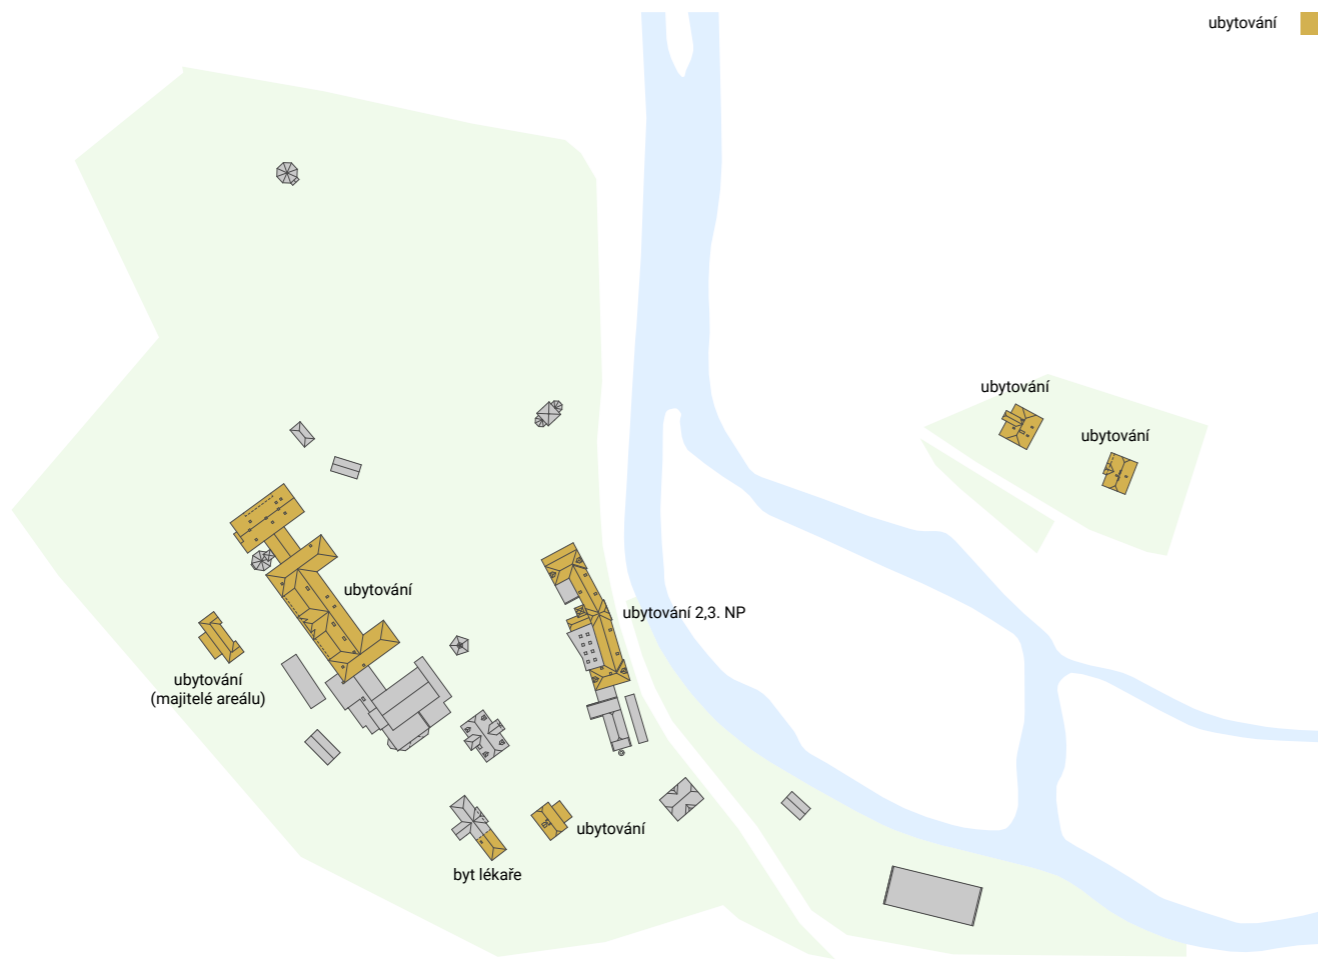 ubytování
ubytování
ubytování
ubytování
ubytování 2,3. NP
ubytování
(majitelé areálu)
ubytování
byt lékaře